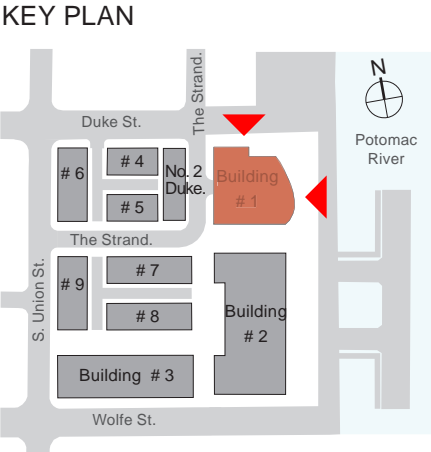 KEY PLAN
The Strand.
N
Duke St.
Potomac
River
# 6
# 4
No. 2
Duke.
Building
# 1
# 5
The Strand.
S. Union St.
# 9
# 7
# 8
Building
# 2
Building # 3
Wolfe St.